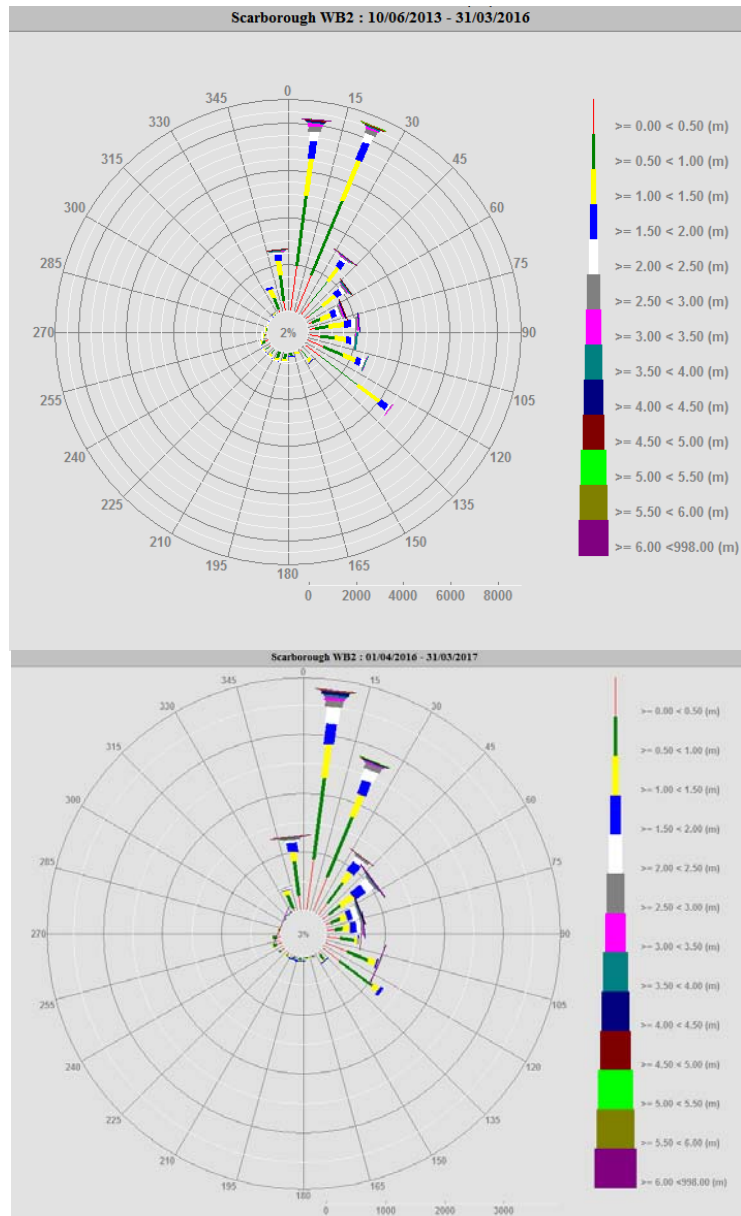 Scarborough WB2 : 10/06/2013 - 31/03/2016
0
345 15
330 30
315 45
300 60
285 75
270 2% 90
255 105
240 120
225 135
210 150
195 165
180
0 2000 4000 6000 8000
>= 0.00 < 0.50 (m)
>= 0.50 < 1.00 (m)
>= 1.00 < 1.50 (m)
>= 1.50 < 2.00 (m)
>= 2.00 < 2.50 (m)
>= 2.50 < 3.00 (m)
>= 3.00 < 3.50 (m)
>= 3.50 < 4.00 (m)
>= 4.00 < 4.50 (m)
>= 4.50 < 5.00 (m)
>= 5.00 < 5.50 (m)
>= 5.50 < 6.00 (m)
>= 6.00 <998.00 (m)
Scarborough WB2 : 01/04/2016 - 31/03/2017
0
345 15
330 30
315 45
300 60
285 75
270 2% 90
255 105
240 120
225 135
210 150
195 165
180
0 1000 2000 3000
>= 0.00 < 0.50 (m)
>= 0.50 < 1.00 (m)
>= 1.00 < 1.50 (m)
>= 1.50 < 2.00 (m)
>= 2.00 < 2.50 (m)
>= 2.50 < 3.00 (m)
>= 3.00 < 3.50 (m)
>= 3.50 < 4.00 (m)
>= 4.00 < 4.50 (m)
>= 4.50 < 5.00 (m)
>= 5.00 < 5.50 (m)
>= 5.50 < 6.00 (m)
>= 6.00 <998.00 (m)